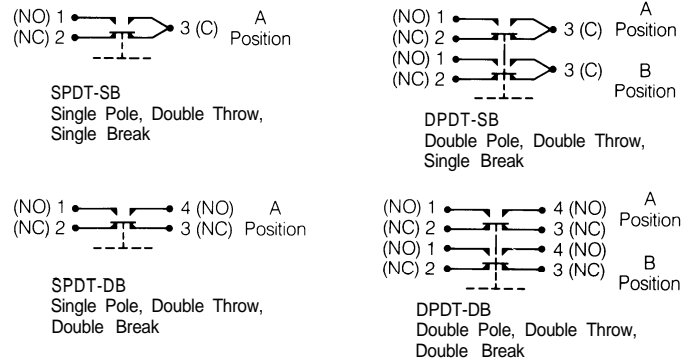 (NO) 1 3 (C) A
(NC) 2 Position
SPDT-SB
Single Pole, Double Throw,
Single Break
(NO) 1 3 (C) A
(NC) 2 Position
(NO) 1 3 (C) B
(NC) 2 Position
DPDT-SB
Double Pole, Double Throw,
Single Break
(NO) 1 4 (NO) A
(NC) 2 3 (NC) Position
SPDT-DB
Single Pole, Double Throw,
Double Break
(NO) 1 4 (NO) A
(NC) 2 3 (NC) Position
(NO) 1 4 (NO) B
(NC) 2 3 (NC) Position
DPDT-DB
Double Pole, Double Throw,
Double Break